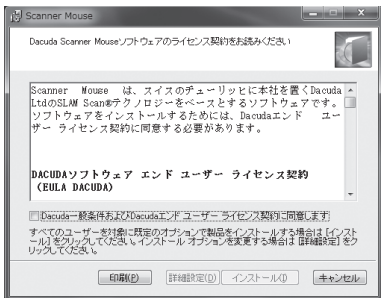 Scanner Mouse
Dacuda Scanner Mouseソフトウェアのライセンス契約をお読みください
Scanner Mouse は、スイスのチューリッヒに本社を置くDacuda
LtdのSLAM Scan®テクノロジーをベースとするソフトウェアです。
ソフトウェアをインストールするためには、Dacudaエンド ユー
ザー ライセンス契約に同意する必要があります。
DACUDAソフトウェア エンド ユーザー ライセンス契約
(EULA DACUDA)
Dacuda一般条件およびDacudaエンド ユーザー ライセンス契約に同意します
すべてのユーザーを対象に既定のオプションで製品をインストールする場合は [インスト
ール] をクリックしてください。インストール オプションを変更する場合は [詳細設定] をク
リックしてください。
印刷(P) 詳細設定(D) インストール(I) キャンセル